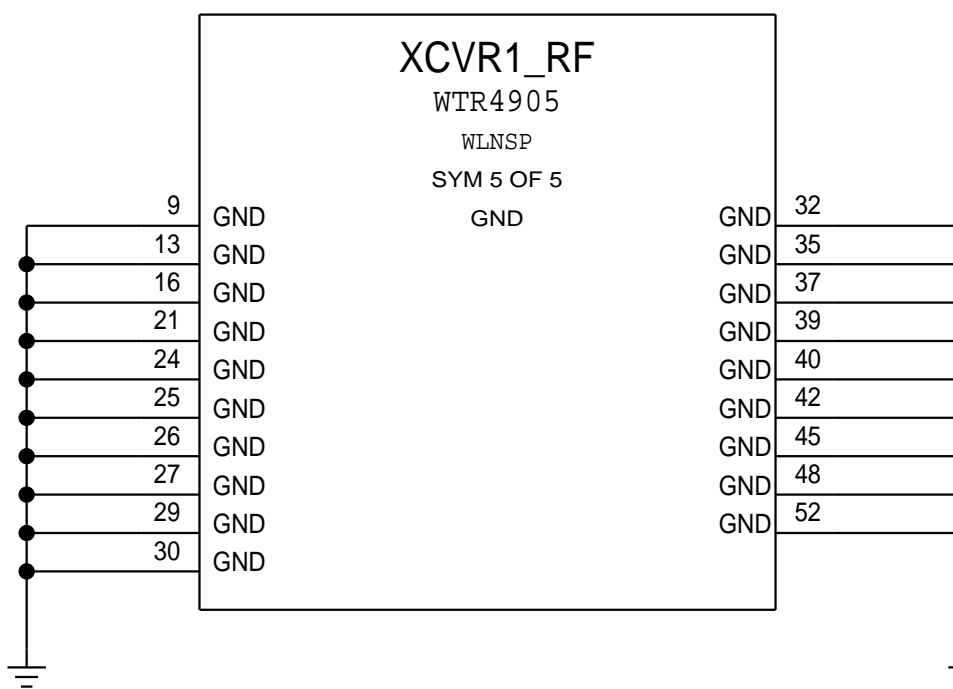 XCVR1_RF
WTR4905
WLNSP
SYM 5 OF 5
GND
9 GND GND 32
13 GND GND 35
16 GND GND 37
21 GND GND 39
24 GND GND 40
25 GND GND 42
26 GND GND 45
27 GND GND 48
29 GND GND 52
30 GND